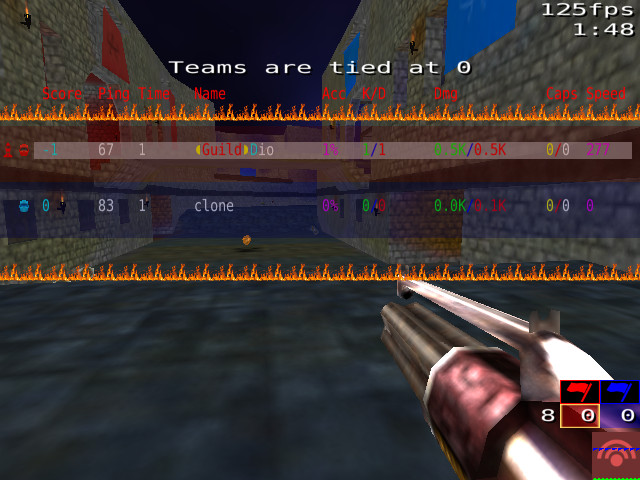 125fps
1:48
Teams are tied at 0
Score Ping Time Name Acc. K/D Dmg Caps Speed
-1 67 1 Guild Dio 1% 1/1 0.5K/0.5K 0/0 277
0 83 1 clone 0% 0/0 0.0K/0.1K 0/0 0
8 0 0